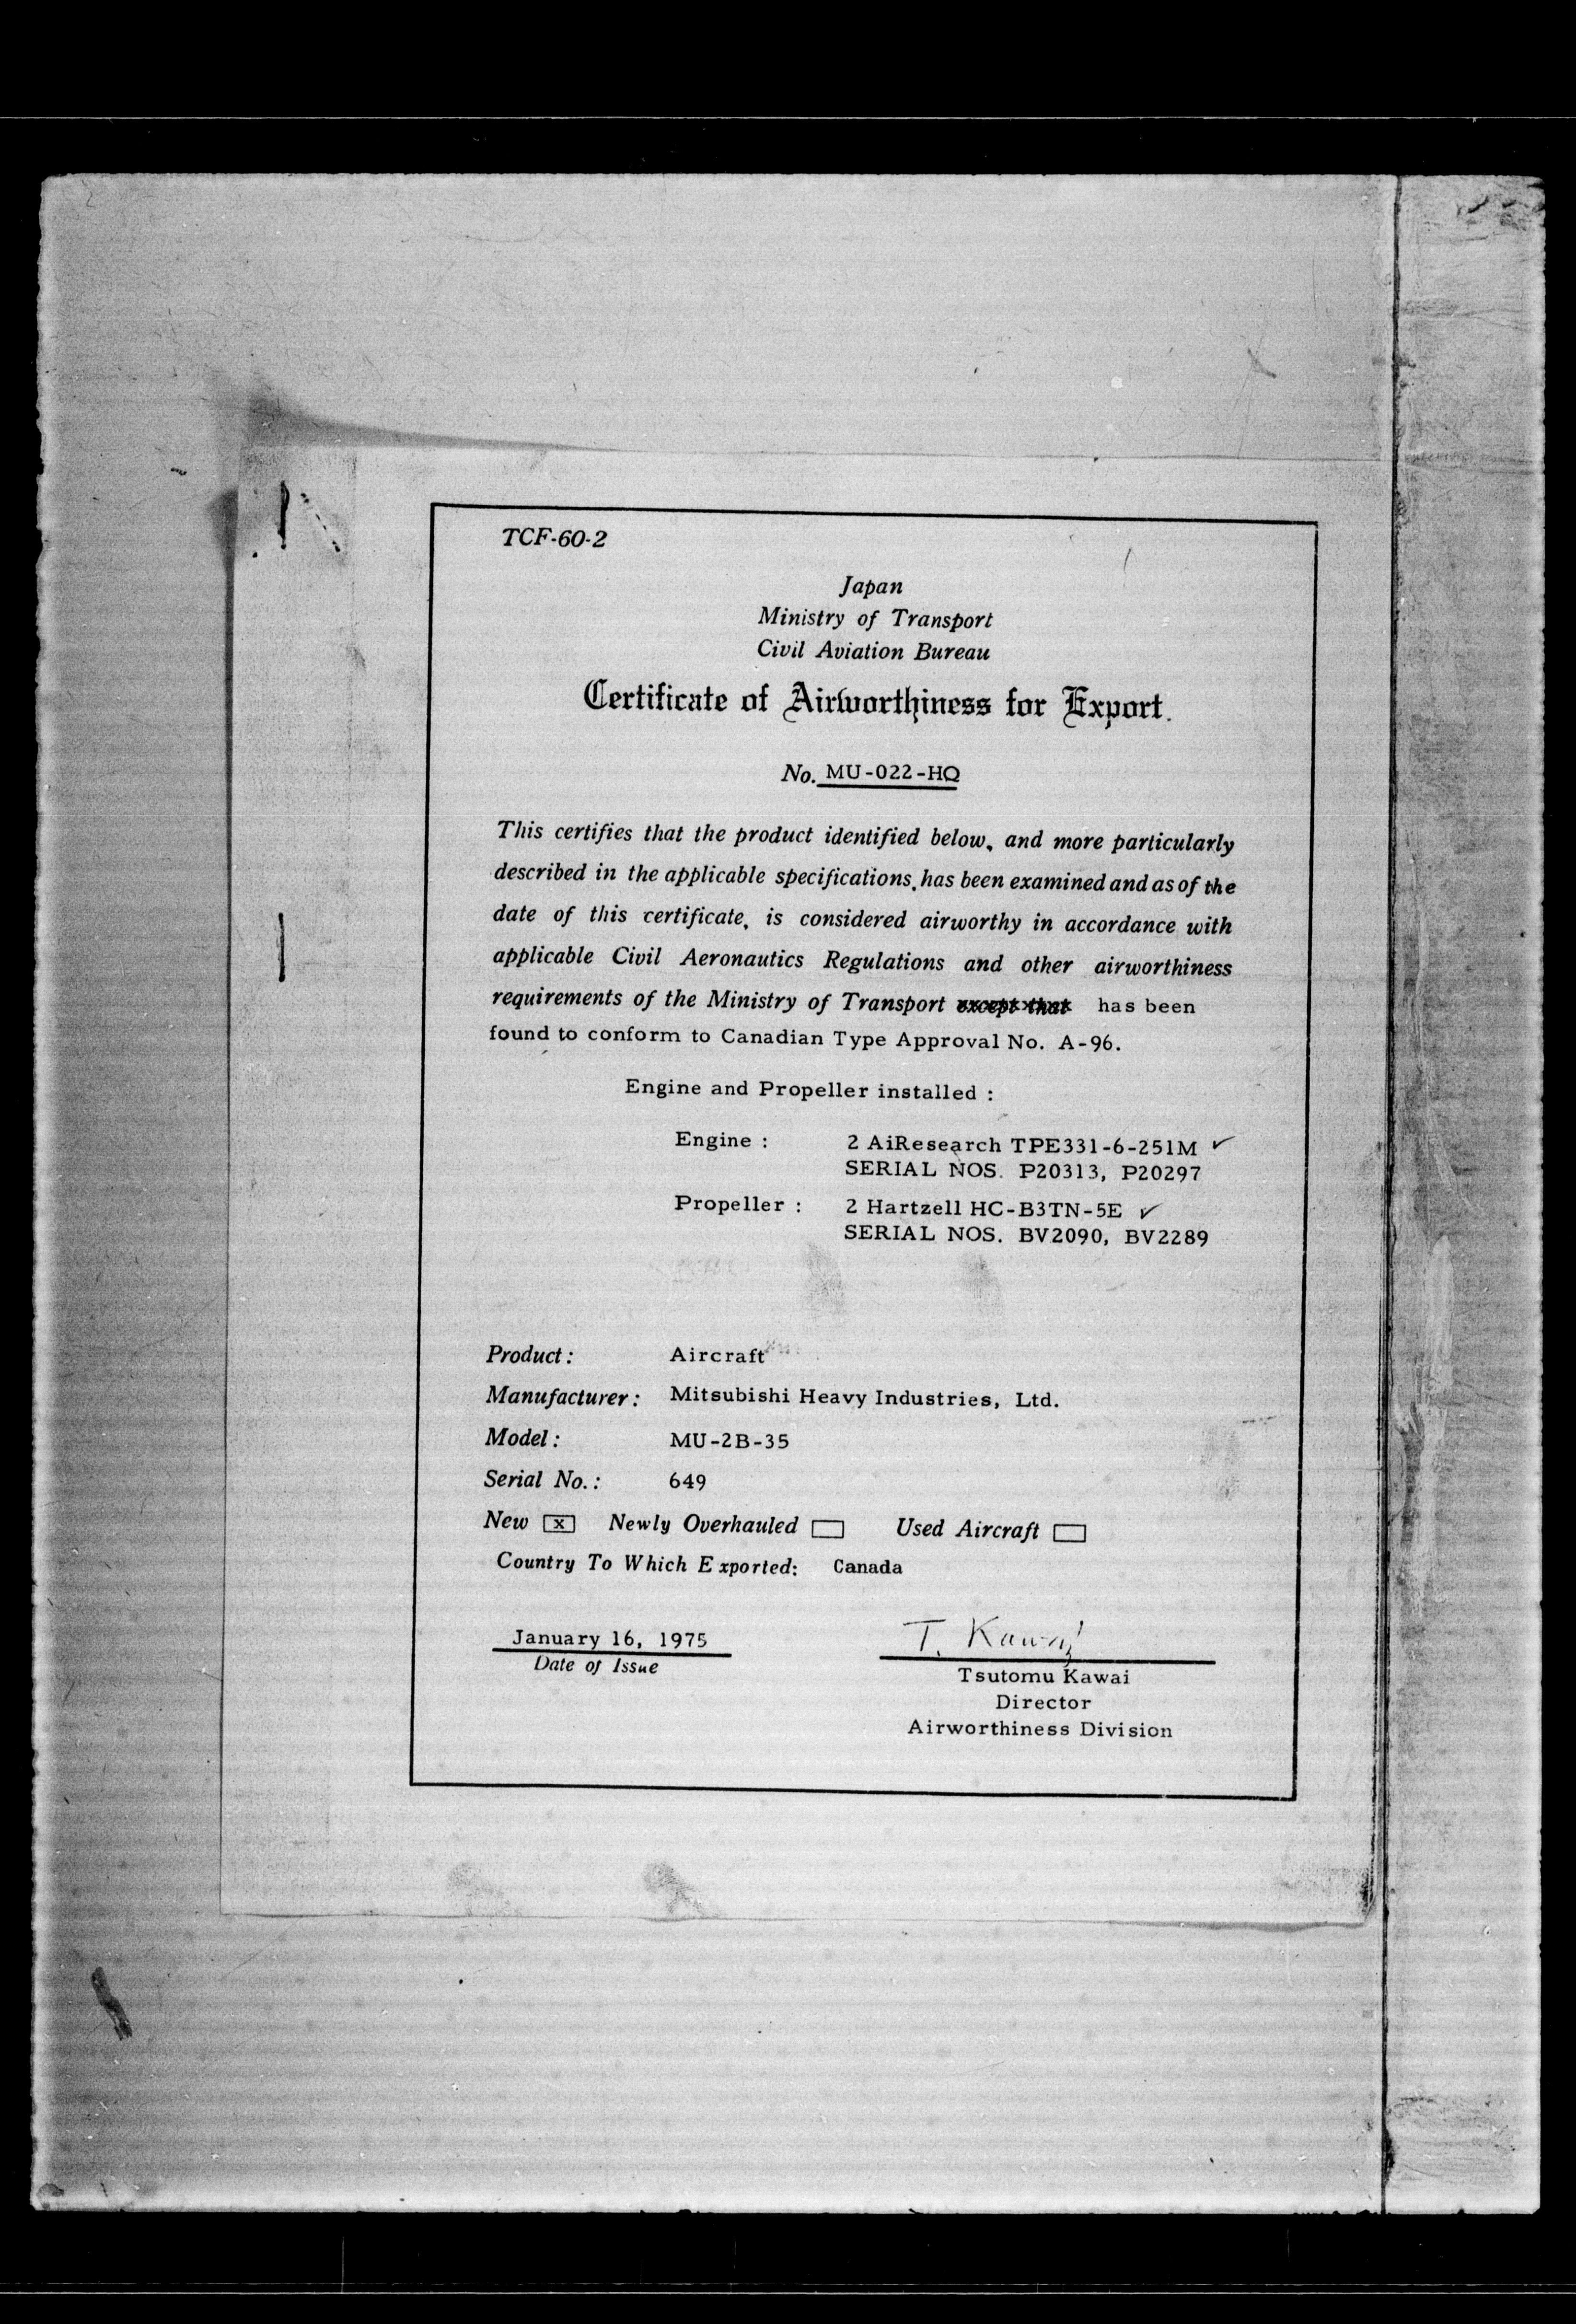 TCF-60-2
Japan
Ministry of Transport
Civil Aviation Bureau
Certificate of Airworthiness for Export.
No. MU-022-HQ
This certifies that the product identified below, and more particularly
described in the applicable specifications, has been examined and as of the
date of this certificate, is considered airworthy in accordance with
applicable Civil Aeronautics Regulations and other airworthiness
requirements of the Ministry of Transport except that has been
found to conform to Canadian Type Approval No. A-96.
Engine and Propeller installed :
Engine : 2 AiResearch TPE331-6-251M ✓
SERIAL NOS. P20313, P20297
Propeller : 2 Hartzell HC-B3TN-5E ✓
SERIAL NOS. BV2090, BV2289
Product : Aircraft
Manufacturer : Mitsubishi Heavy Industries, Ltd.
Model : MU-2B-35
Serial No. : 649
New x Newly Overhauled Used Aircraft
Country To Which Exported: Canada
January 16, 1975
Date of Issue
T. Kawai
Tsutomu Kawai
Director
Airworthiness Division